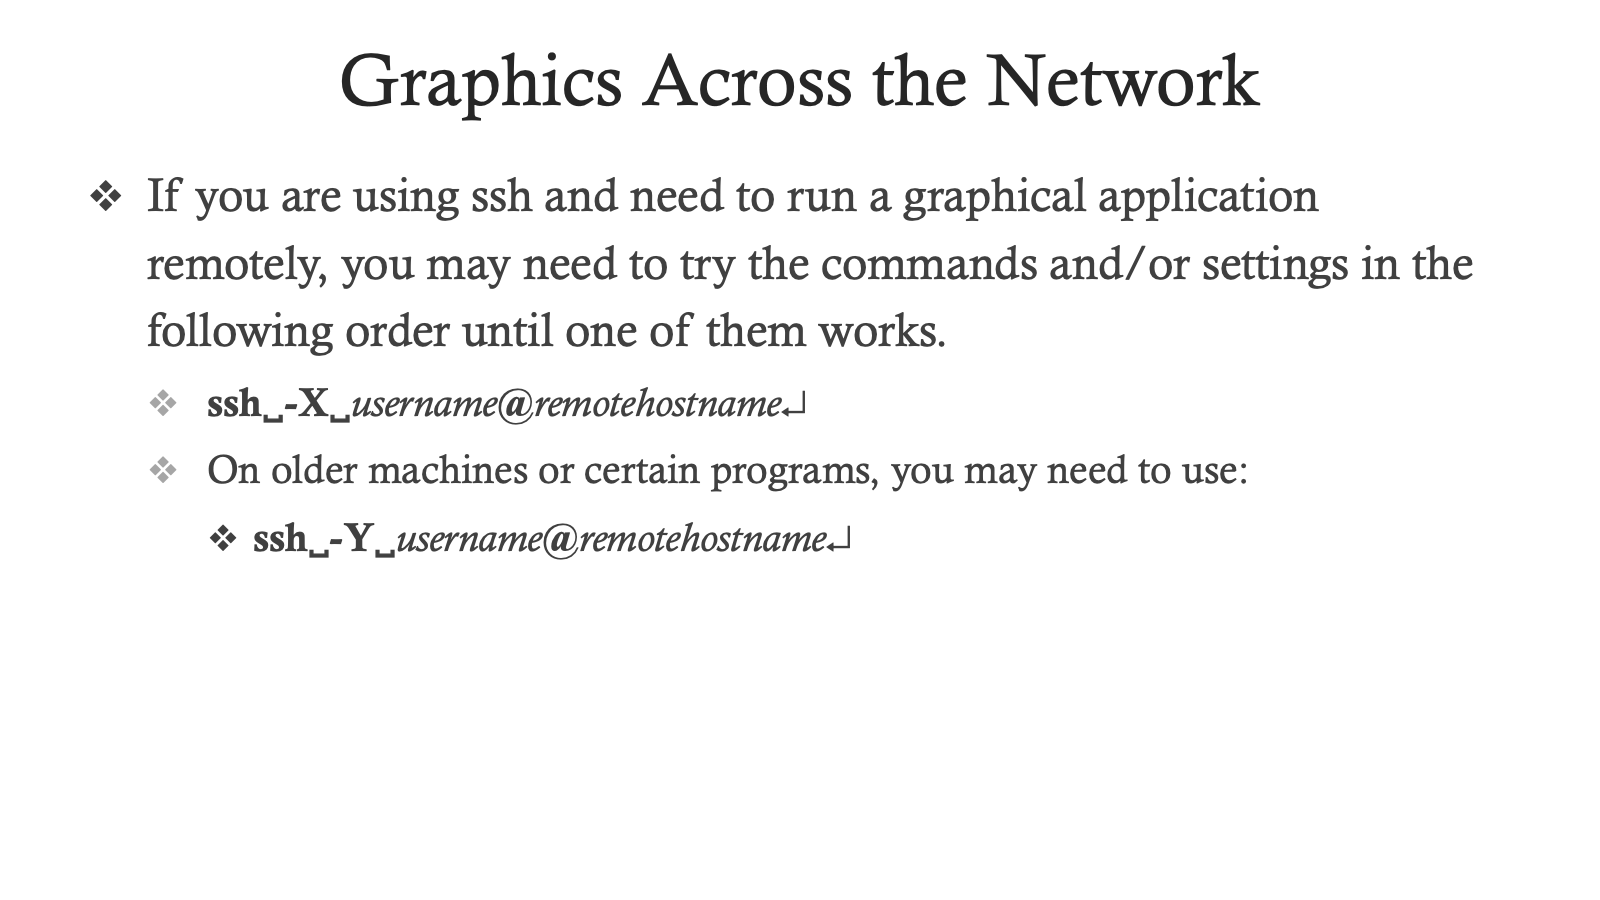 Graphics Across the Network
❖ If you are using ssh and need to run a graphical application
remotely, you may need to try the commands and/or settings in the
following order until one of them works.
❖ ssh␣-X␣username@remotehostname↵
❖ On older machines or certain programs, you may need to use:
❖ ssh␣-Y␣username@remotehostname↵